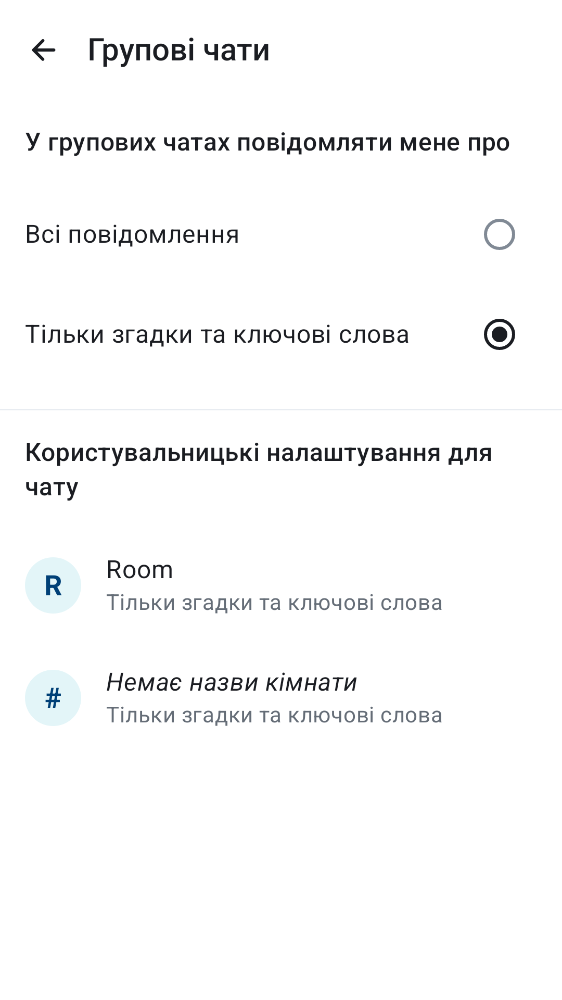 Групові чати
У групових чатах повідомляти мене про
Всі повідомлення
Тільки згадки та ключові слова
Користувальницькі налаштування для
чату
R
Room
Тільки згадки та ключові слова
#
Немає назви кімнати
Тільки згадки та ключові слова